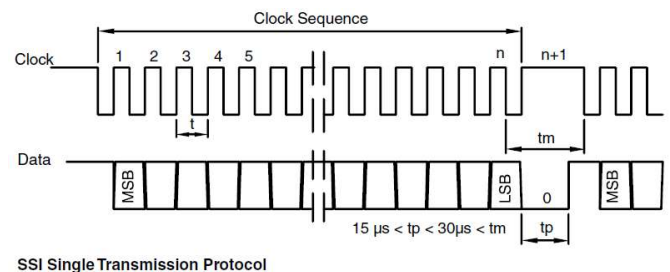 Clock Sequence
Clock 1 2 3 4 5 n n+1
t
tm
Data
MSB
LSB
0
MSB
15 µs < tp < 30µs < tm
tp
SSI Single Transmission Protocol